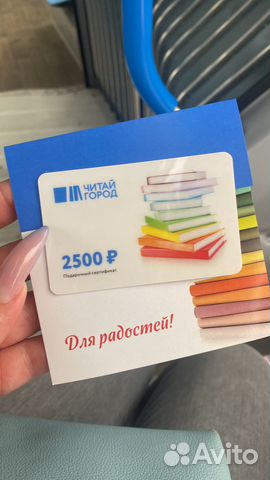 ЧИТАЙ
ГОРОД
2500 ₽
Подарочный сертификат
Для радостей!
Avito